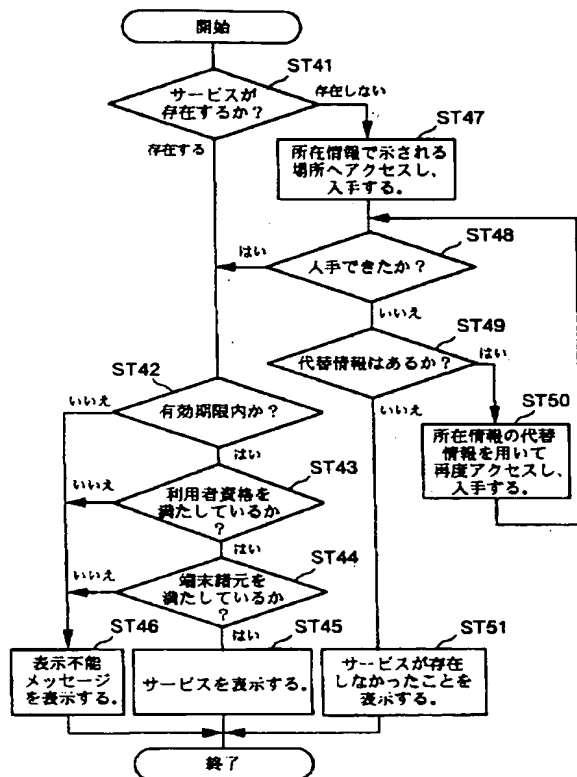 開始
ST41
サービスが
存在するか？
存在しない
存在する
ST47
所在情報で示される
場所へアクセスし、
入手する。
ST48
はい
入手できたか？
いいえ
ST49
代替情報はあるか？
はい
いいえ
ST42
いいえ
有効期限内か？
はい
ST50
所在情報の代替
情報を用いて
再度アクセスし、
入手する。
ST43
いいえ
利用者資格を
満たしているか
？
はい
ST44
いいえ
端末緒元を
満たしているか
？
はい
ST46
表示不能
メッセージ
を表示する。
ST45
サービスを表示する。
ST51
サービスが存在
しなかったことを
表示する。
終了